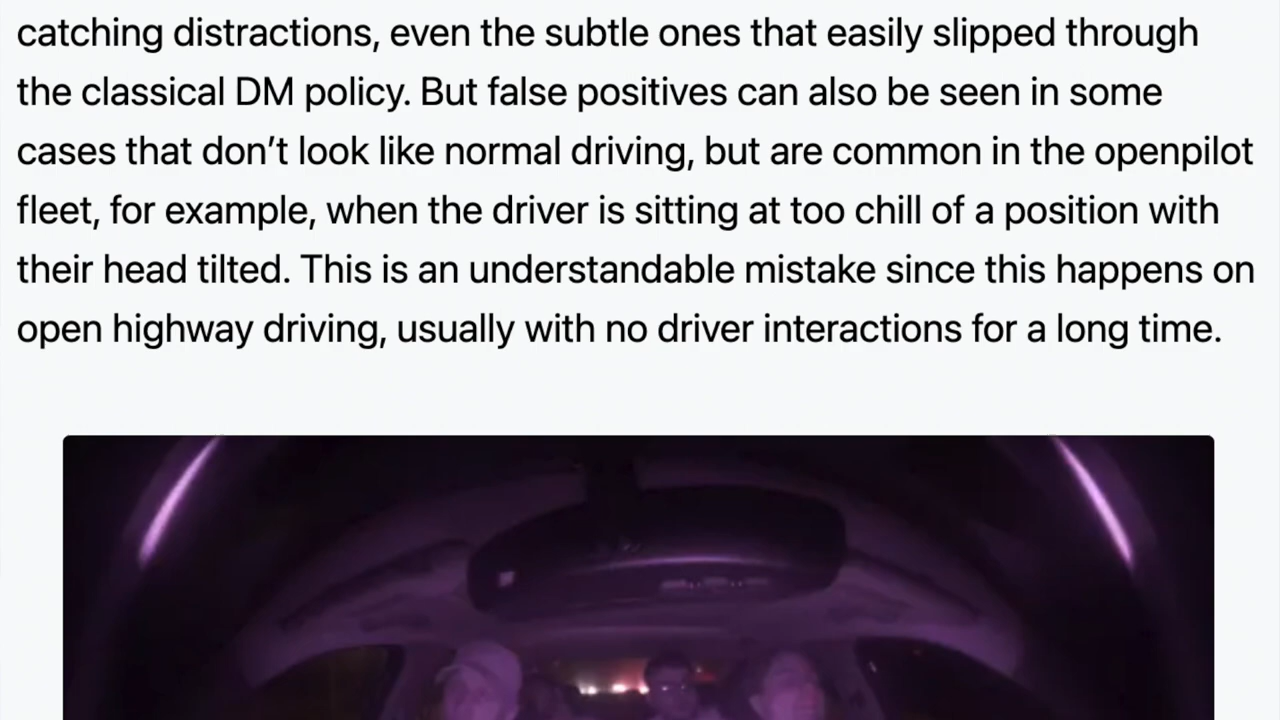 catching distractions, even the subtle ones that easily slipped through
the classical DM policy. But false positives can also be seen in some
cases that don’t look like normal driving, but are common in the openpilot
fleet, for example, when the driver is sitting at too chill of a position with
their head tilted. This is an understandable mistake since this happens on
open highway driving, usually with no driver interactions for a long time.